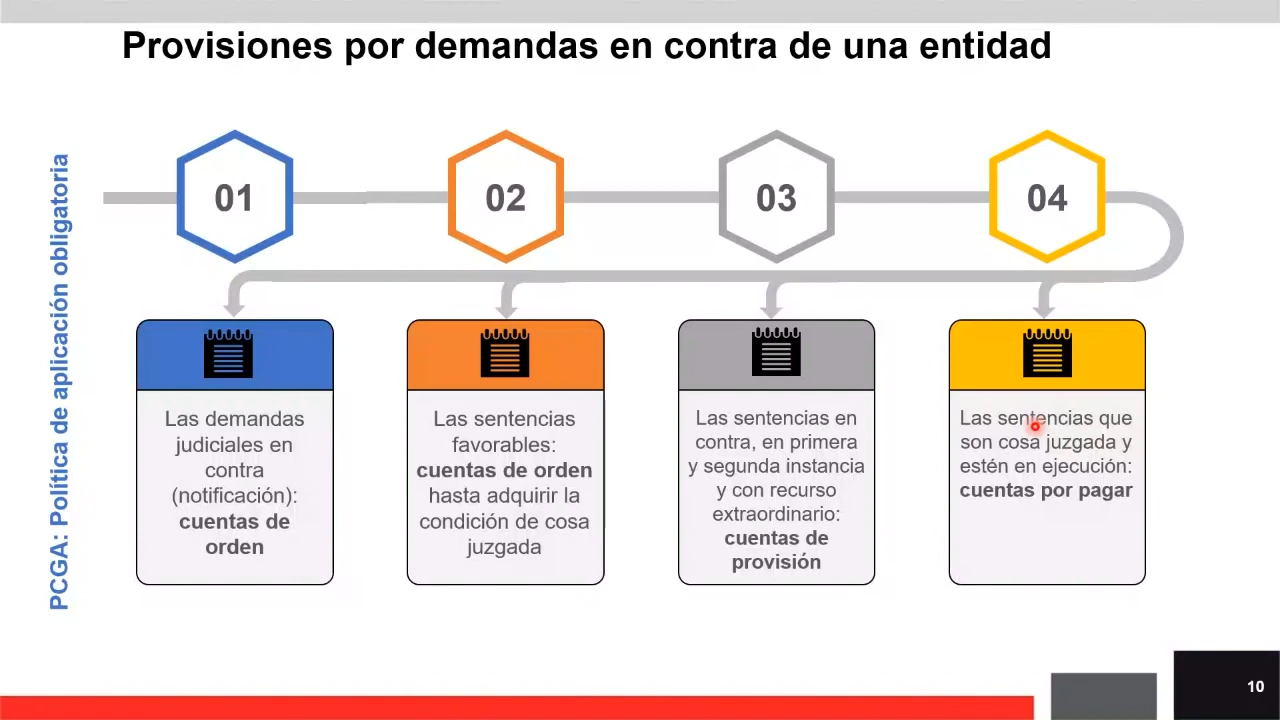 Provisiones por demandas en contra de una entidad
PCGA: Política de aplicación obligatoria
01
02
03
04
Las demandas
judiciales en
contra
(notificación):
cuentas de
orden
Las sentencias
favorables:
cuentas de orden
hasta adquirir la
condición de cosa
juzgada
Las sentencias en
contra, en primera
y segunda instancia
y con recurso
extraordinario:
cuentas de
provisión
Las sentencias que
son cosa juzgada y
estén en ejecución:
cuentas por pagar
10